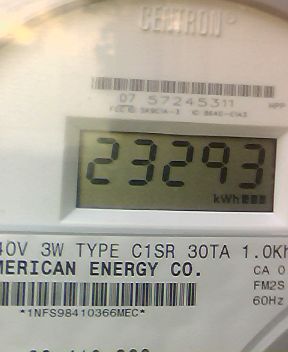 CENTRON®
07 57245311
23293
kWh
40V 3W TYPE C1SR 30TA 1.0Kh
MERICAN ENERGY CO.
CA 0
FM2S
60Hz
*1NFS98410366MEC*